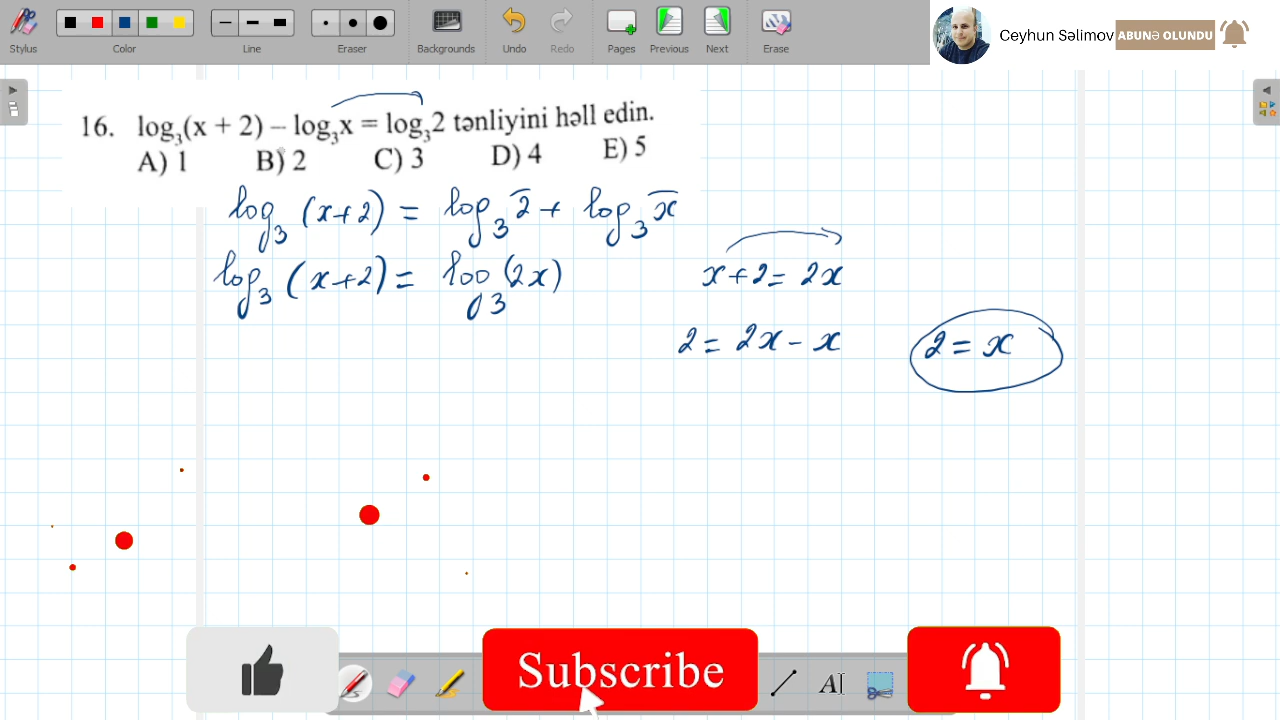 Stylus Color Line Eraser Backgrounds Undo Redo Pages Previous Next Erase
Ceyhun Səlimov ABUNƏ OLUNDU
16. log₃(x + 2) – log₃x = log₃2 tənliyini həll edin.
A) 1 B) 2 C) 3 D) 4 E) 5
log₃ (x+2) = log₃ 2 + log₃ x
log₃ (x+2) = log₃ (2x)
x+2 = 2x
2 = 2x - x
2 = x
Subscribe